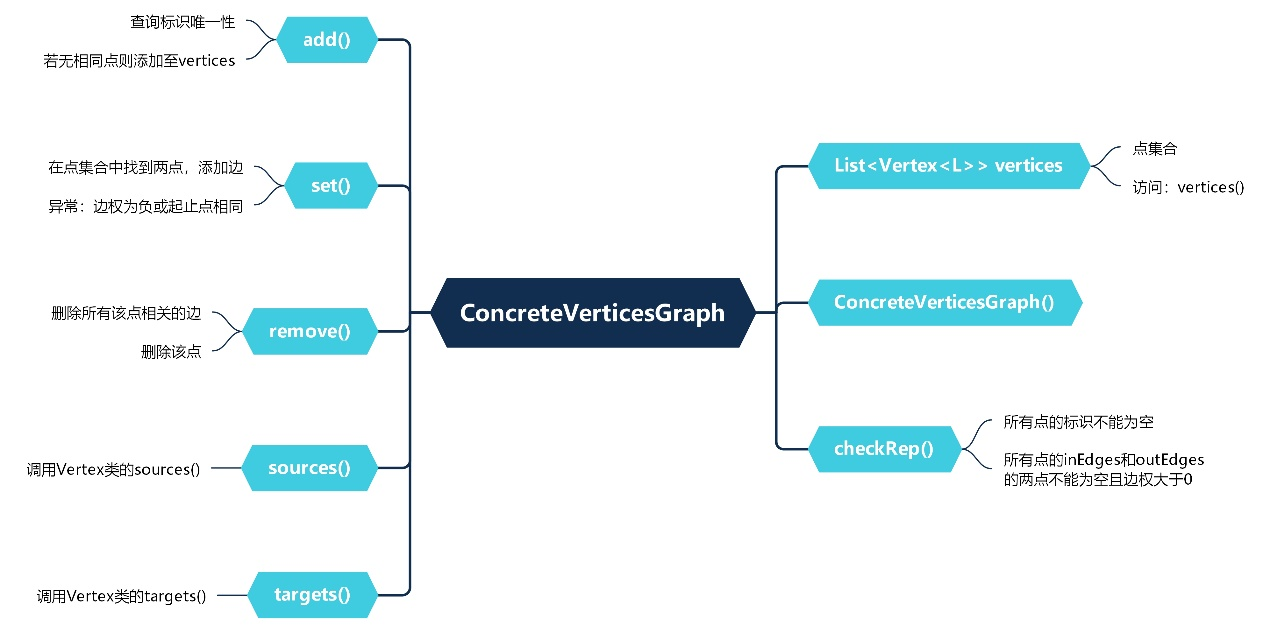 查询标识唯一性
若无相同点则添加至vertices
add()
在点集合中找到两点，添加边
异常：边权为负或起止点相同
set()
删除所有该点相关的边
删除该点
remove()
调用Vertex类的sources()
sources()
调用Vertex类的targets()
targets()
ConcreteVerticesGraph
List<Vertex<L>> vertices
点集合
访问：vertices()
ConcreteVerticesGraph()
checkRep()
所有点的标识不能为空
所有点的inEdges和outEdges
的两点不能为空且边权大于0